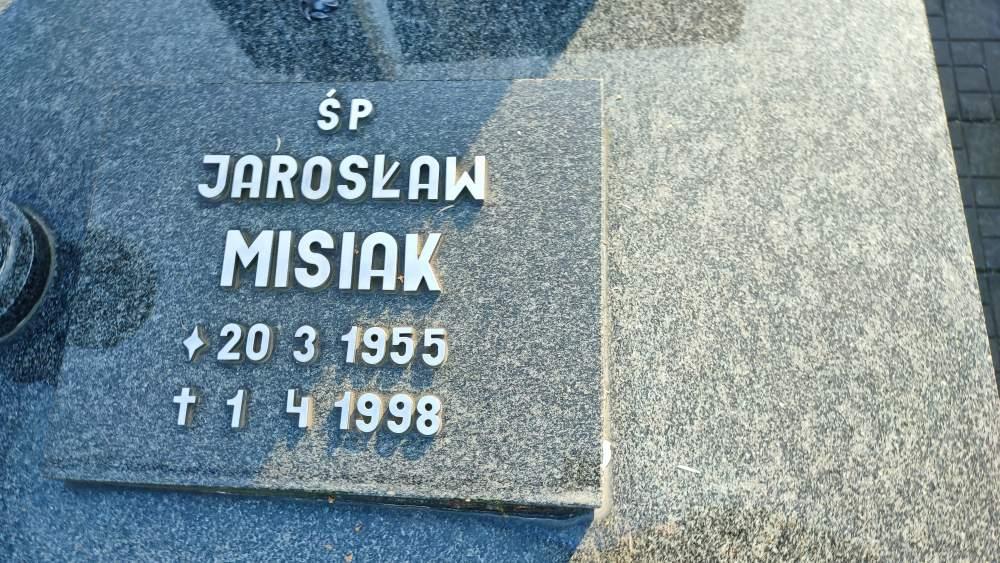 ŚP
JAROSŁAW
MISIAK
✦ 20 3 1955
✝ 1 4 1998